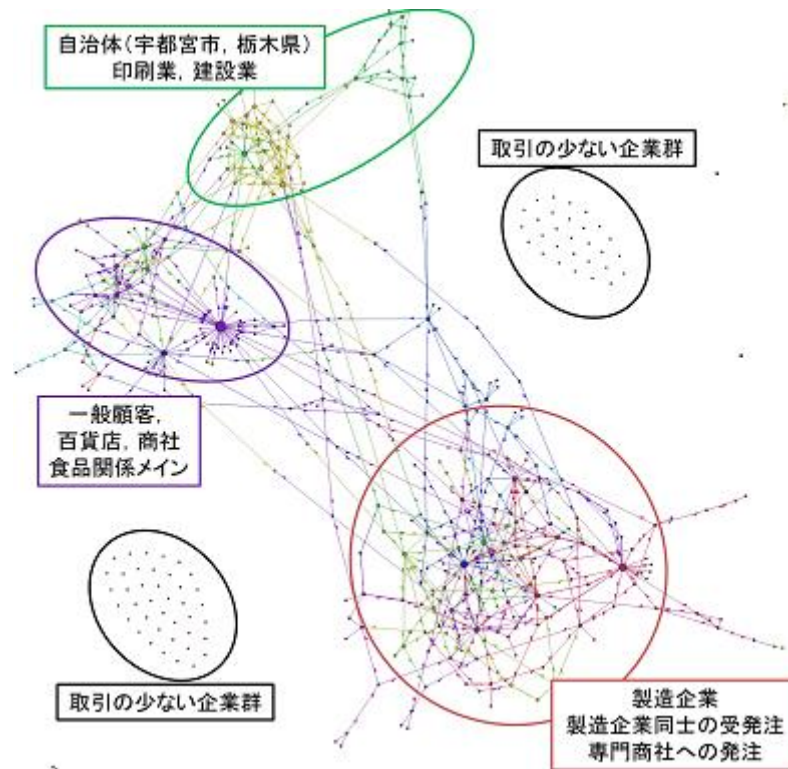 自治体(宇都宮市, 栃木県)
印刷業, 建設業
取引の少ない企業群
一般顧客,
百貨店, 商社
食品関係メイン
取引の少ない企業群
製造企業
製造企業同士の受発注
専門商社への発注